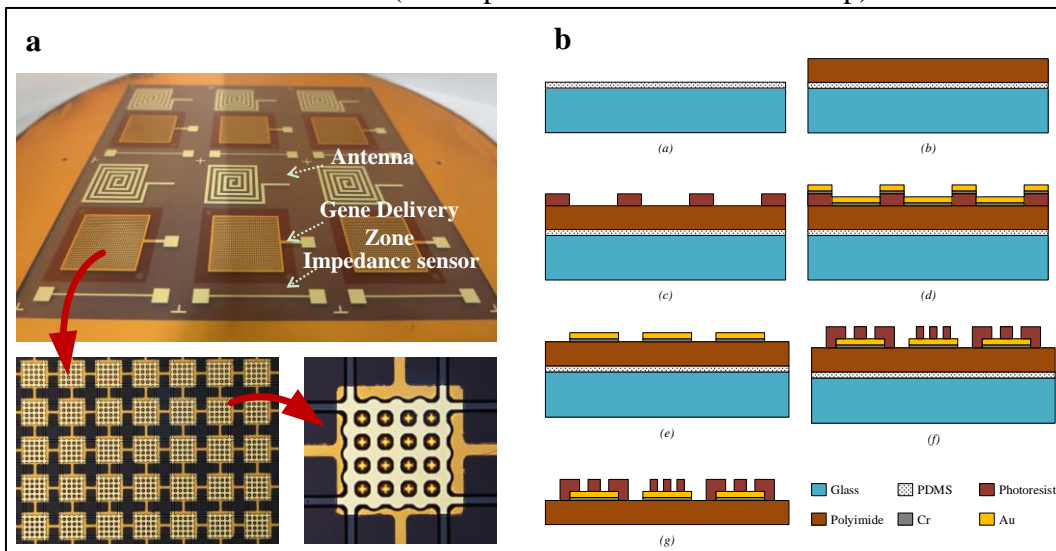 a
Antenna
Gene Delivery
Zone
Impedance sensor
b
(a)
(b)
(c)
(d)
(e)
(f)
(g)
Glass
PDMS
Photoresist
Polyimide
Cr
Au